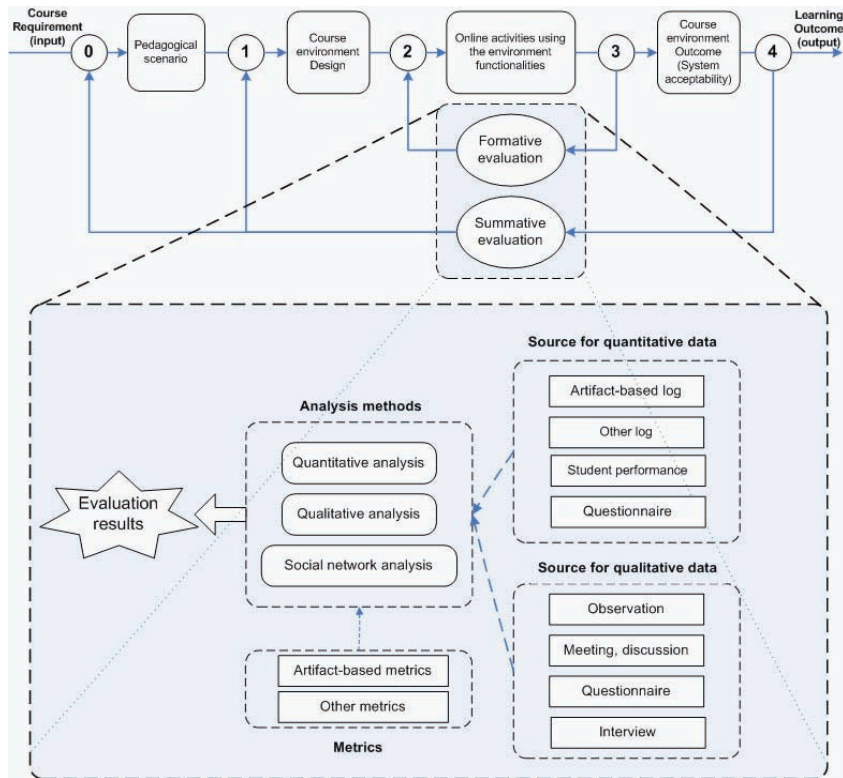 Course
Requirement
(input)
0
Pedagogical
scenario
1
Course
environment
Design
2
Online activities using
the environment
functionalities
3
Course
environment
Outcome
(System
acceptability)
4
Learning
Outcome
(output)
Formative
evaluation
Summative
evaluation
Source for quantitative data
Artifact-based log
Other log
Student performance
Questionnaire
Analysis methods
Quantitative analysis
Qualitative analysis
Social network analysis
Evaluation
results
Source for qualitative data
Observation
Meeting, discussion
Questionnaire
Interview
Artifact-based metrics
Other metrics
Metrics